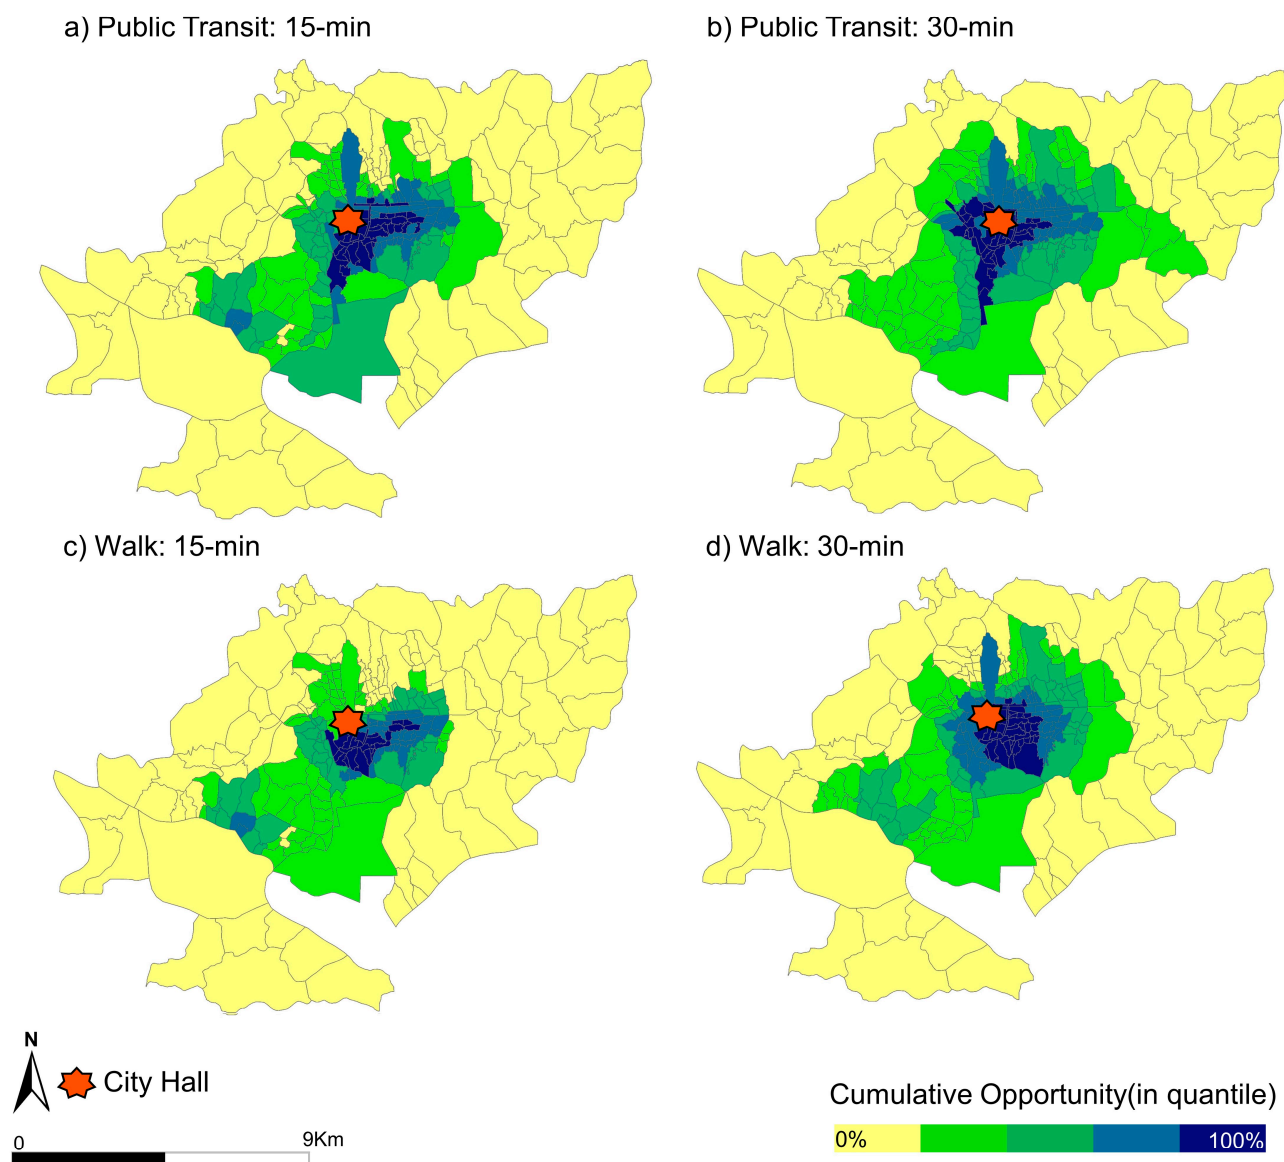 a) Public Transit: 15-min
b) Public Transit: 30-min
c) Walk: 15-min
d) Walk: 30-min
N
City Hall
0 9Km
Cumulative Opportunity(in quantile)
0% 100%